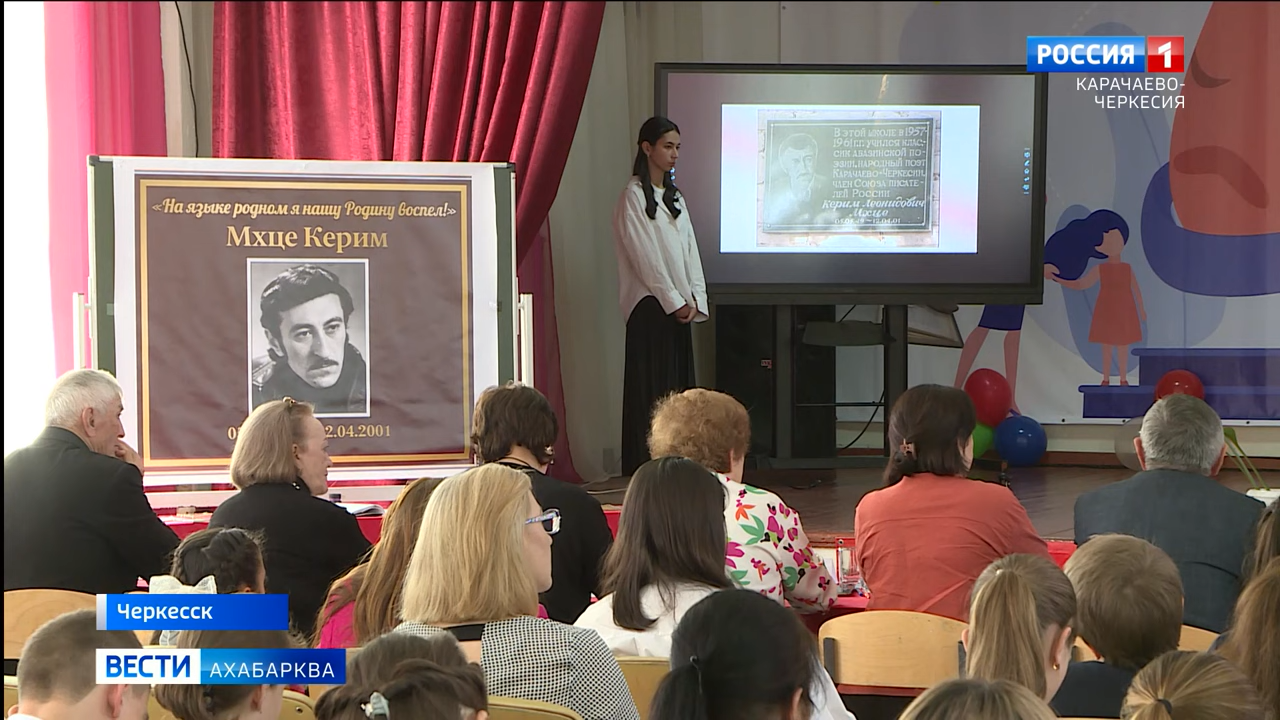 РОССИЯ 1
КАРАЧАЕВО-
ЧЕРКЕСИЯ
«На языке родном я нашу Родину воспел!»
Мхце Керим
2.04.2001
В этой школе в 1957-
1961 г.г. учился клас-
сик абазинской по-
эзии, народный поэт
Карачаево-Черкесии,
член Союза писате-
лей России
Керим Леонидович
Мхце
Черкесск
ВЕСТИ АХАБАРКВА